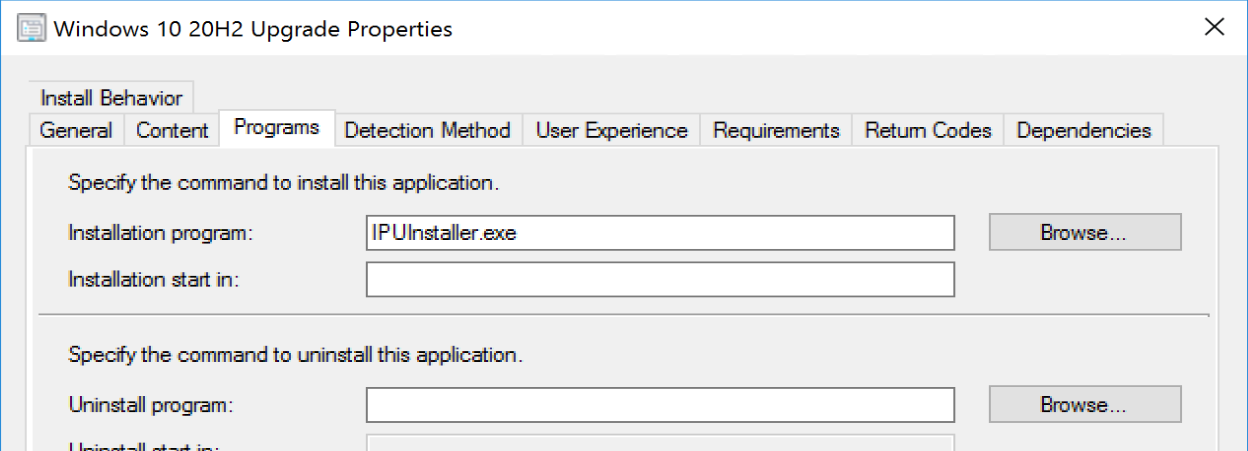 Windows 10 20H2 Upgrade Properties
Install Behavior
General Content Programs Detection Method User Experience Requirements Return Codes Dependencies
Specify the command to install this application.
Installation program: IPUInstaller.exe Browse...
Installation start in:
Specify the command to uninstall this application.
Uninstall program: Browse...
Uninstall start in: